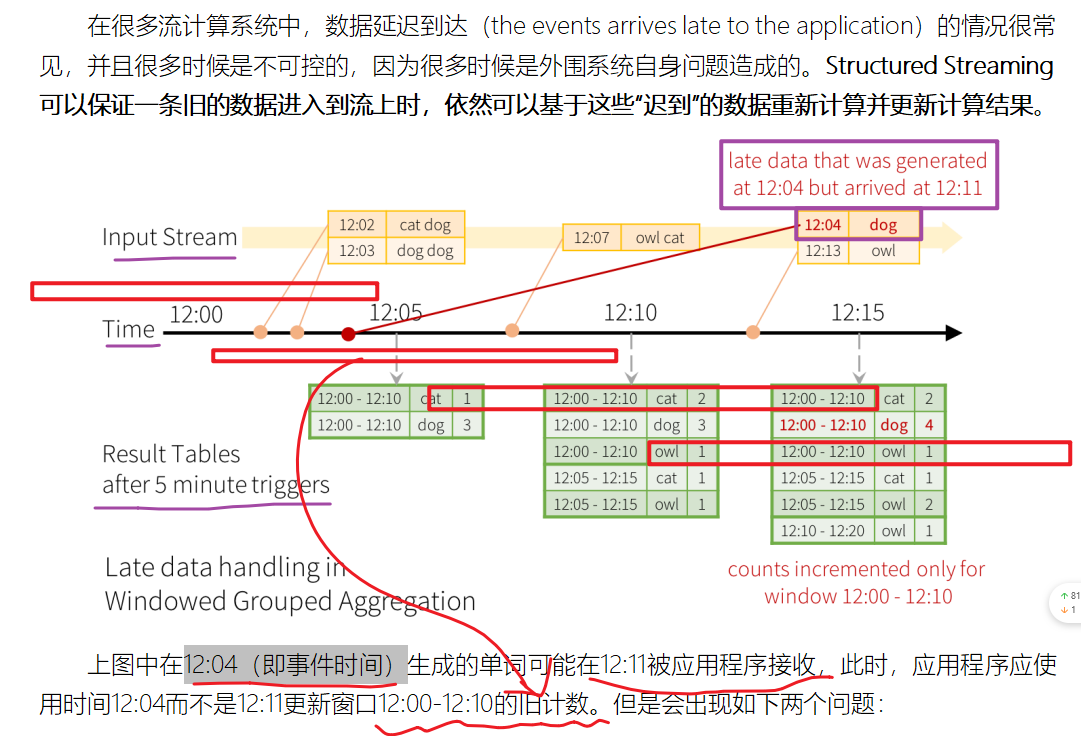 在很多流计算系统中，数据延迟到达（the events arrives late to the application）的情况很常
见，并且很多时候是不可控的，因为很多时候是外围系统自身问题造成的。Structured Streaming
可以保证一条旧的数据进入到流上时，依然可以基于这些“迟到”的数据重新计算并更新计算结果。
late data that was generated
at 12:04 but arrived at 12:11
Input Stream
12:02 cat dog
12:03 dog dog
12:07 owl cat
12:04 dog
12:13 owl
Time
12:00
12:05
12:10
12:15
Result Tables
after 5 minute triggers
12:00 - 12:10 cat 1
12:00 - 12:10 dog 3
12:00 - 12:10 cat 2
12:00 - 12:10 dog 3
12:00 - 12:10 owl 1
12:05 - 12:15 cat 1
12:05 - 12:15 owl 1
12:00 - 12:10 cat 2
12:00 - 12:10 dog 4
12:00 - 12:10 owl 1
12:05 - 12:15 cat 1
12:05 - 12:15 owl 2
12:10 - 12:20 owl 1
Late data handling in
Windowed Grouped Aggregation
counts incremented only for
window 12:00 - 12:10
↑ 81
↓ 1
上图中在12:04（即事件时间）生成的单词可能在12:11被应用程序接收，此时，应用程序应使
用时间12:04而不是12:11更新窗口12:00-12:10的旧计数。但是会出现如下两个问题：